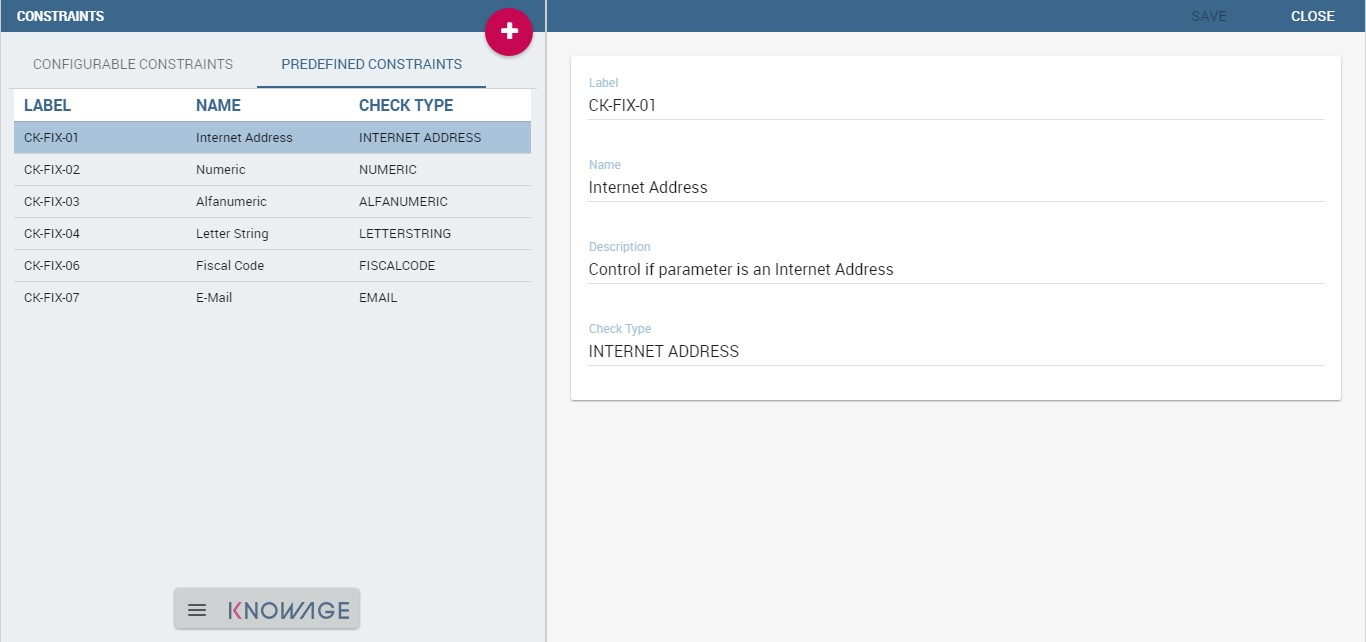 CONSTRAINTS
SAVE CLOSE
CONFIGURABLE CONSTRAINTS PREDEFINED CONSTRAINTS
LABEL NAME CHECK TYPE
CK-FIX-01 Internet Address INTERNET ADDRESS
CK-FIX-02 Numeric NUMERIC
CK-FIX-03 Alfanumeric ALFANUMERIC
CK-FIX-04 Letter String LETTERSTRING
CK-FIX-06 Fiscal Code FISCALCODE
CK-FIX-07 E-Mail EMAIL
KNOWAGE
Label
CK-FIX-01
Name
Internet Address
Description
Control if parameter is an Internet Address
Check Type
INTERNET ADDRESS